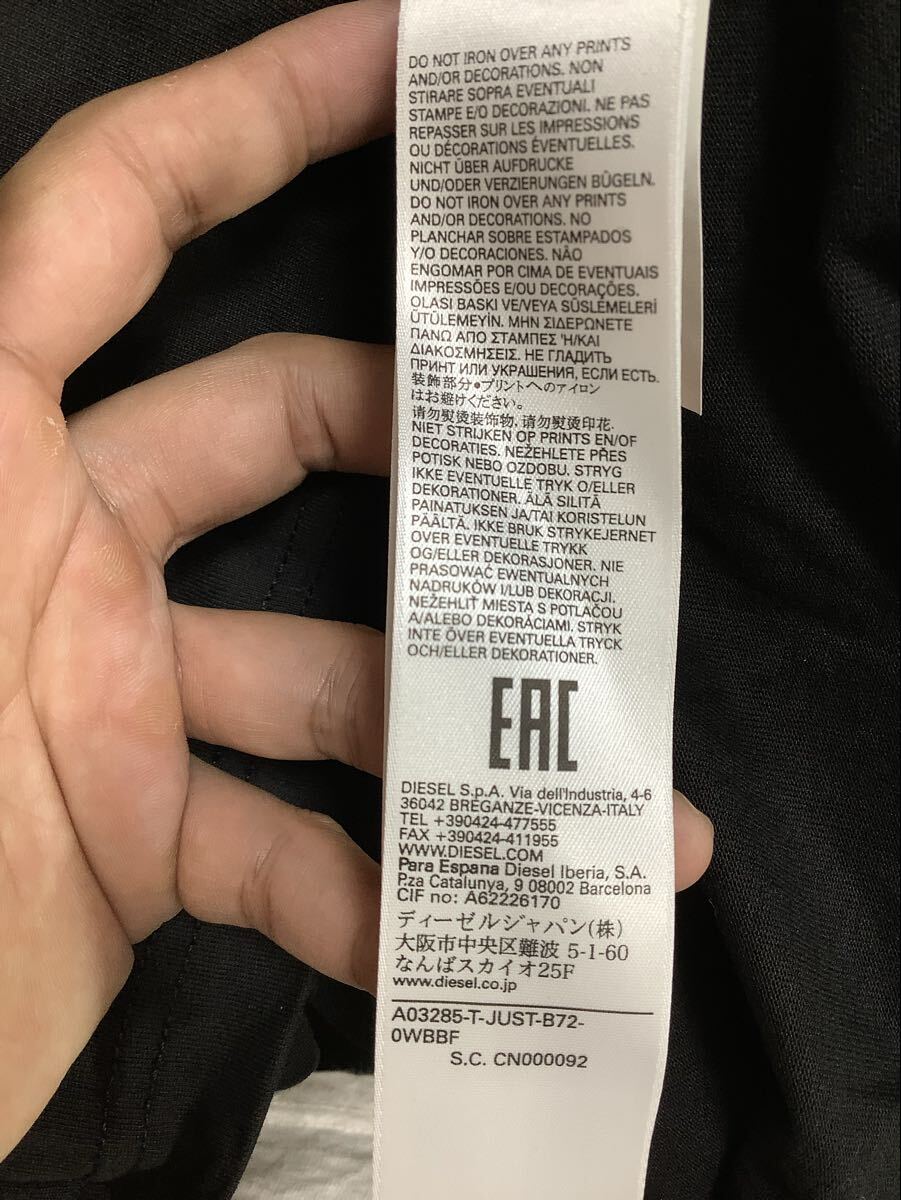 DO NOT IRON OVER ANY PRINTS
AND/OR DECORATIONS. NON
STIRARE SOPRA EVENTUALI
STAMPE E/O DECORAZIONI. NE PAS
REPASSER SUR LES IMPRESSIONS
OU DÉCORATIONS ÉVENTUELLES.
NICHT ÜBER AUFDRUCKE
UND/ODER VERZIERUNGEN BÜGELN.
DO NOT IRON OVER ANY PRINTS
AND/OR DECORATIONS. NO
PLANCHAR SOBRE ESTAMPADOS
Y/O DECORACIONES. NÃO
ENGOMAR POR CIMA DE EVENTUAIS
IMPRESSÕES E/OU DECORAÇÕES.
OLASI BASKI VE/VEYA SÜSLEMELERİ
ÜTÜLEMEYİN. ΜΗΝ ΣΙΔΕΡΩΝΕΤΕ
ΠΑΝΩ ΑΠΟ ΣΤΑΜΠΕΣ Ή/ΚΑΙ
ΔΙΑΚΟΣΜΗΣΕΙΣ. НЕ ГЛАДИТЬ
ПРИНТ ИЛИ УКРАШЕНИЯ, ЕСЛИ ЕСТЬ.
装飾部分●プリントへのアイロン
はお避けください。
请勿熨烫装饰物, 请勿熨烫印花.
NIET STRIJKEN OP PRINTS EN/OF
DECORATIES. NEŽEHLETE PŘES
POTISK NEBO OZDOBU. STRYG
IKKE EVENTUELLE TRYK O/ELLER
DEKORATIONER. ÄLÄ SILITÄ
PAINATUKSEN JA/TAI KORISTELUN
PÄÄLTÄ. IKKE BRUK STRYKEJERNET
OVER EVENTUELLE TRYKK
OG/ELLER DEKORASJONER. NIE
PRASOWAĆ EWENTUALNYCH
NADRUKÓW I/LUB DEKORACJI.
NEŽEHLIŤ MIESTA S POTLAČOU
A/ALEBO DEKORÁCIAMI. STRYK
INTE ÖVER EVENTUELLA TRYCK
OCH/ELLER DEKORATIONER.
EAC
DIESEL S.p.A. Via dell'Industria, 4-6
36042 BREGANZE-VICENZA-ITALY
TEL +390424-477555
FAX +390424-411955
WWW.DIESEL.COM
Para Espana Diesel Iberia, S.A.
P.za Catalunya, 9 08002 Barcelona
CIF no: A62226170
ディーゼルジャパン(株)
大阪市中央区難波 5-1-60
なんばスカイオ25F
www.diesel.co.jp
A03285-T-JUST-B72-
0WBBF
S.C. CN000092